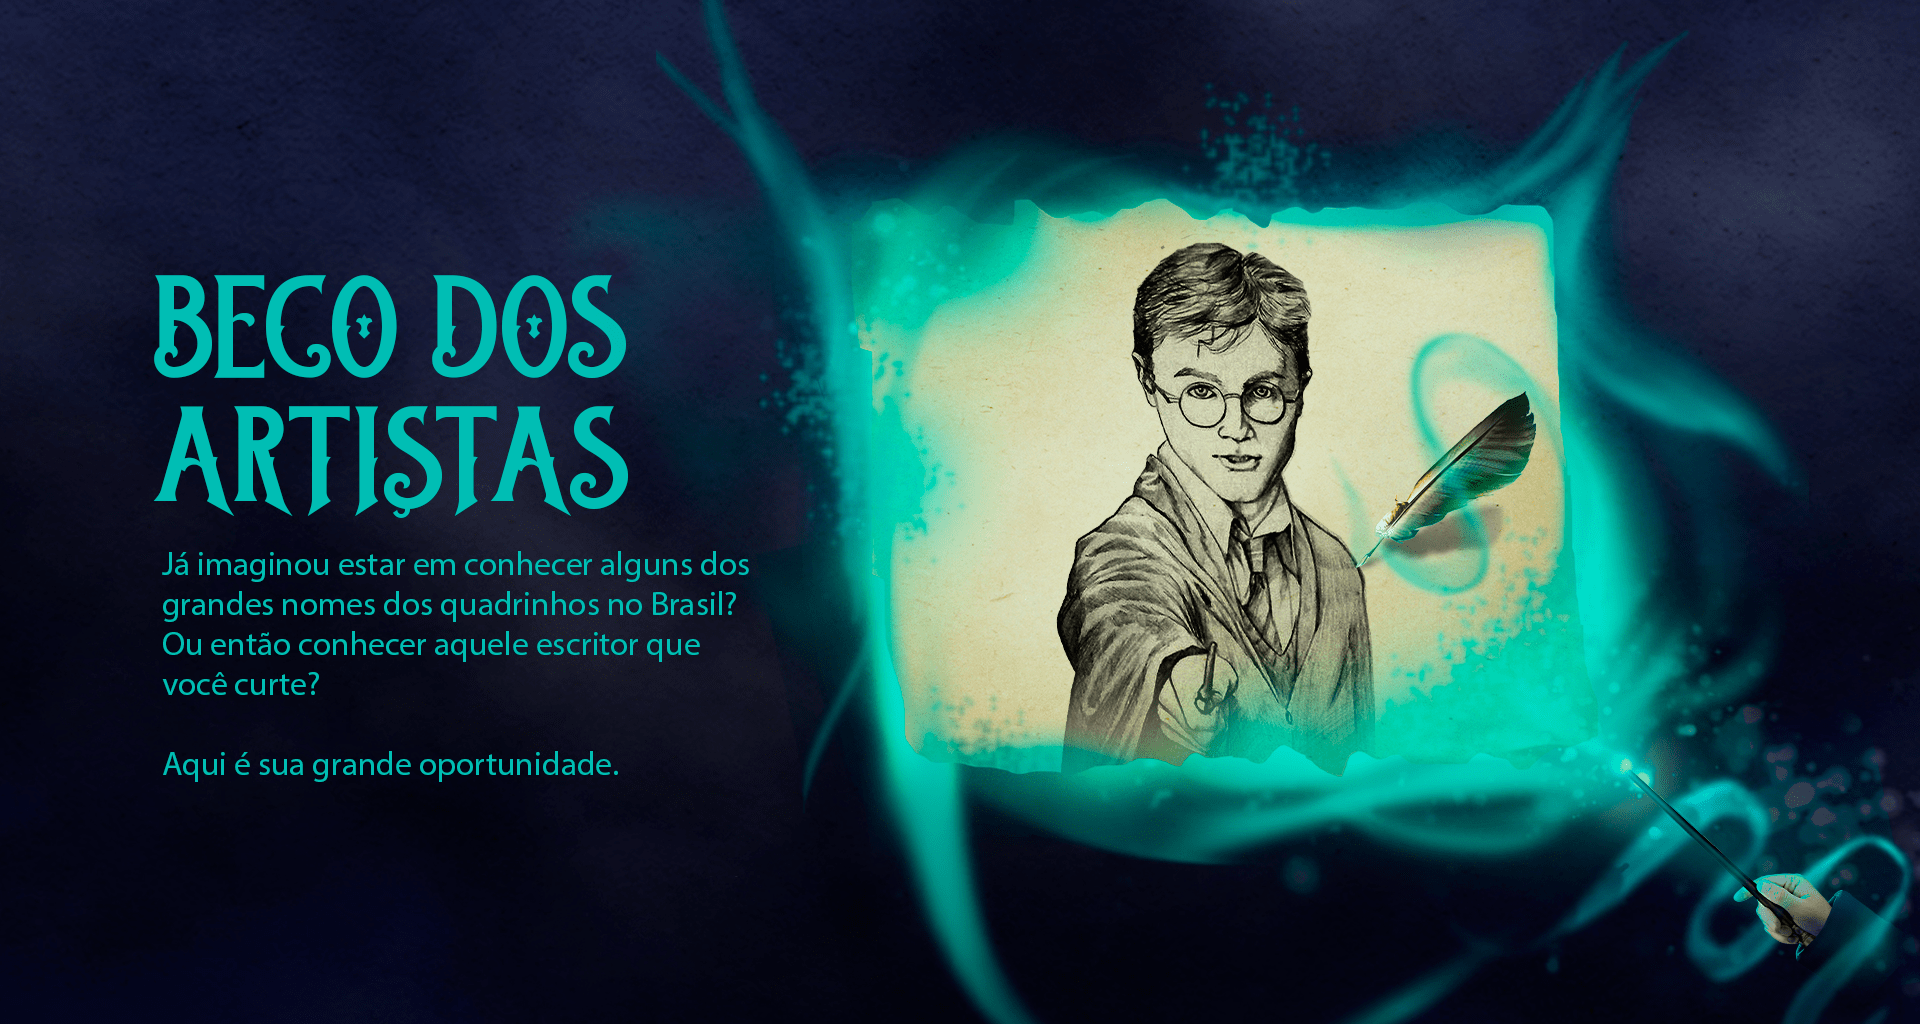 BECO DOS
ARTISTAS
Já imaginou estar em conhecer alguns dos
grandes nomes dos quadrinhos no Brasil?
Ou então conhecer aquele escritor que
você curte?
Aqui é sua grande oportunidade.